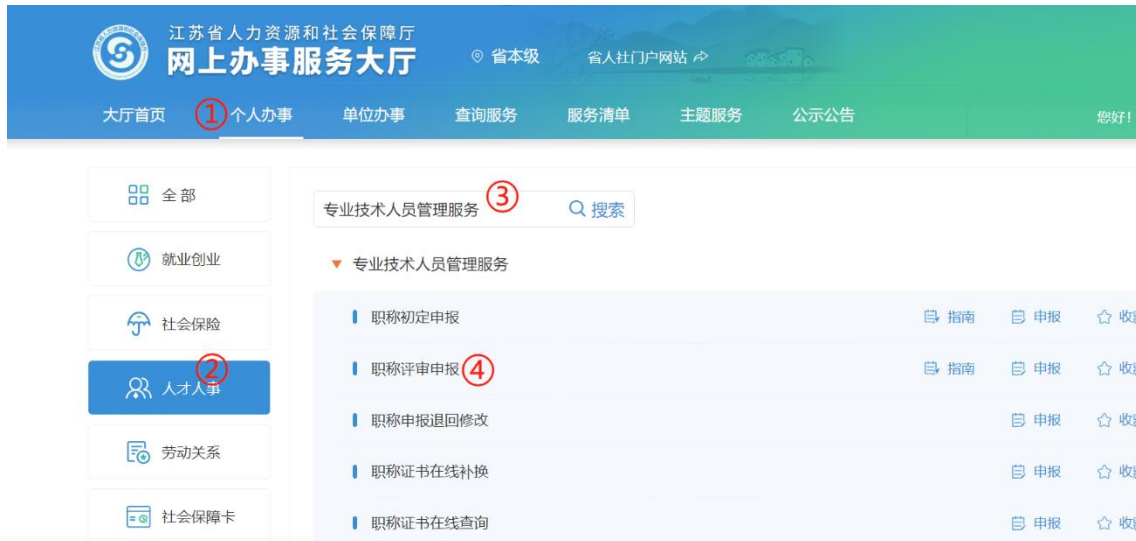 江苏省人力资源和社会保障厅
网上办事服务大厅
省本级 省人社门户网站
大厅首页 ① 个人办事 单位办事 查询服务 服务清单 主题服务 公示公告 您好!
全部
就业创业
社会保险
② 人才人事
劳动关系
社会保障卡
专业技术人员管理服务 ③ 搜索
专业技术人员管理服务
职称初定申报 指南 申报 收
职称评审申报 ④ 指南 申报 收
职称申报退回修改 申报 收
职称证书在线补换 申报 收
职称证书在线查询 申报 收